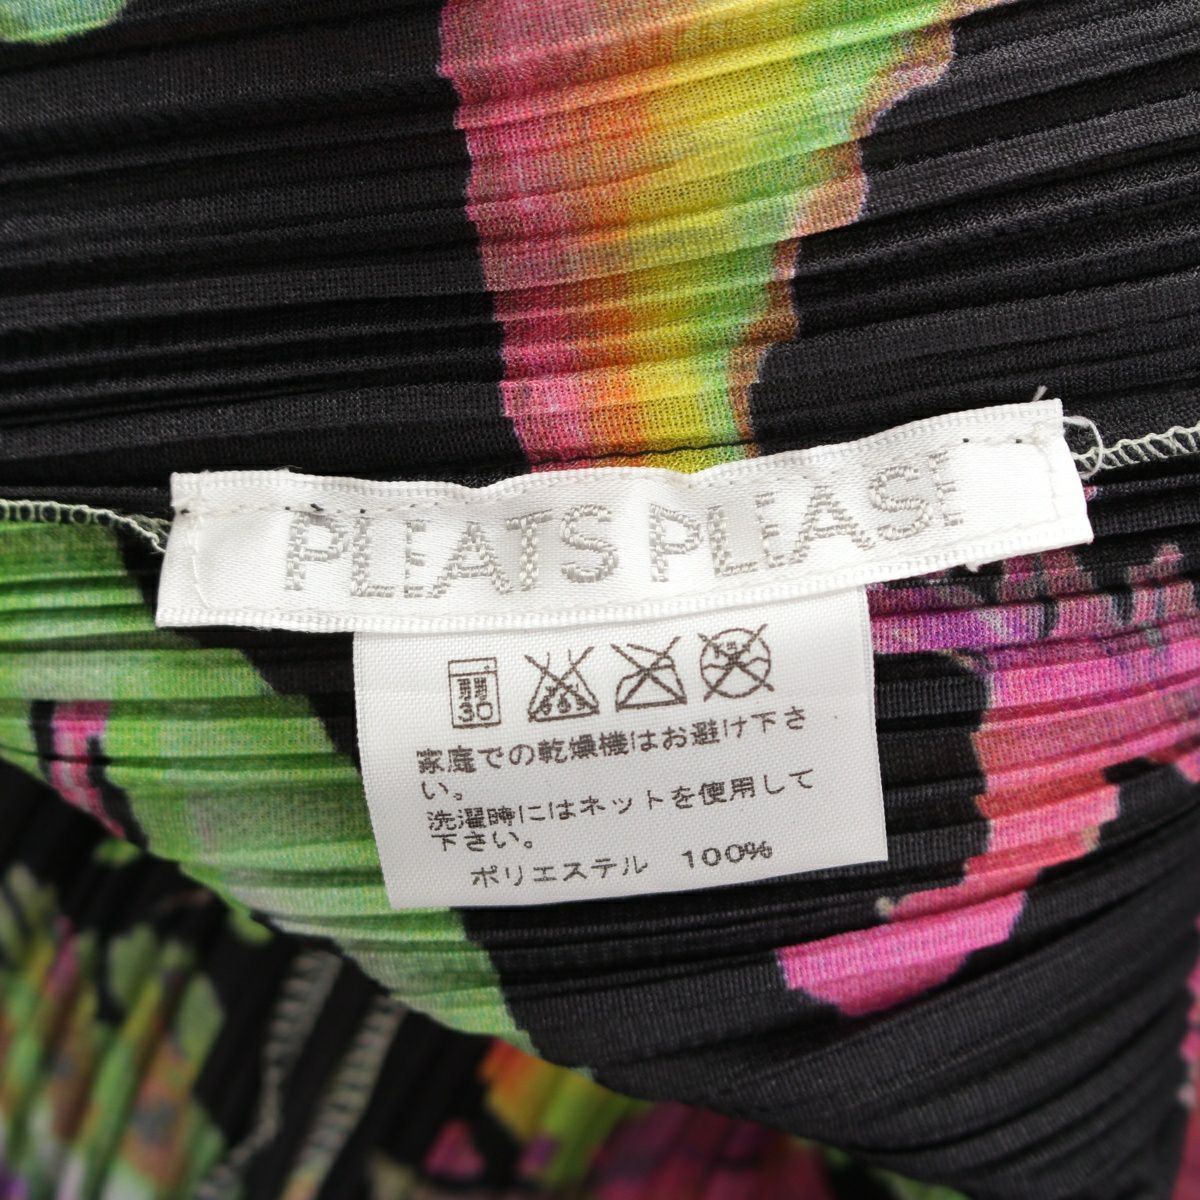 PLEATS PLEASE
30
家庭での乾燥機はお避け下さ
い。
洗濯時にはネットを使用して
下さい。
ポリエステル 100%